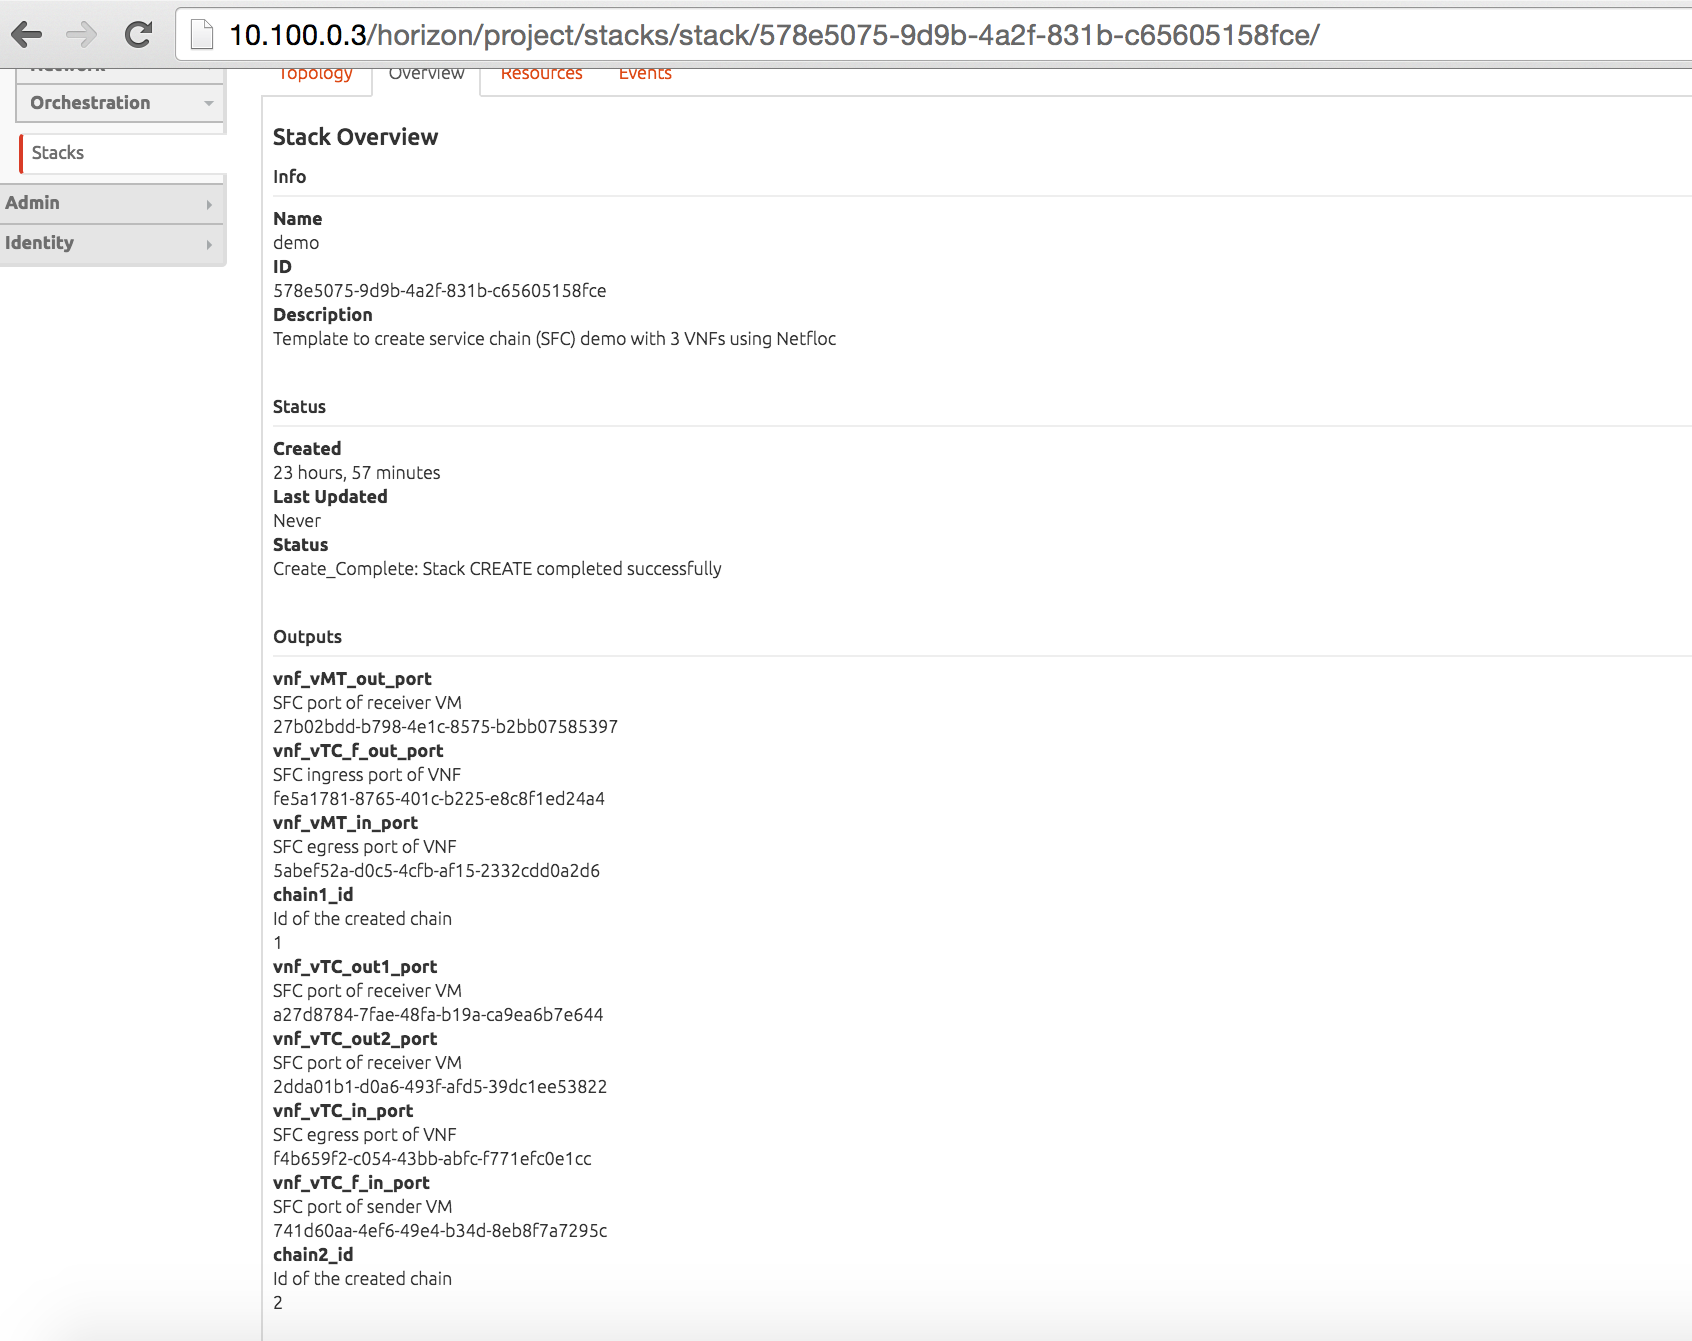 10.100.0.3/horizon/project/stacks/stack/578e5075-9d9b-4a2f-831b-c65605158fce/
Topology Overview Resources Events
Orchestration
Stacks
Admin
Identity
Stack Overview
Info
Name
demo
ID
578e5075-9d9b-4a2f-831b-c65605158fce
Description
Template to create service chain (SFC) demo with 3 VNFs using Netfloc
Status
Created
23 hours, 57 minutes
Last Updated
Never
Status
Create_Complete: Stack CREATE completed successfully
Outputs
vnf_vMT_out_port
SFC port of receiver VM
27b02bdd-b798-4e1c-8575-b2bb07585397
vnf_vTC_f_out_port
SFC ingress port of VNF
fe5a1781-8765-401c-b225-e8c8f1ed24a4
vnf_vMT_in_port
SFC egress port of VNF
5abef52a-d0c5-4cfb-af15-2332cdd0a2d6
chain1_id
Id of the created chain
1
vnf_vTC_out1_port
SFC port of receiver VM
a27d8784-7fae-48fa-b19a-ca9ea6b7e644
vnf_vTC_out2_port
SFC port of receiver VM
2dda01b1-d0a6-493f-afd5-39dc1ee53822
vnf_vTC_in_port
SFC egress port of VNF
f4b659f2-c054-43bb-abfc-f771efc0e1cc
vnf_vTC_f_in_port
SFC port of sender VM
741d60aa-4ef6-49e4-b34d-8eb8f7a7295c
chain2_id
Id of the created chain
2